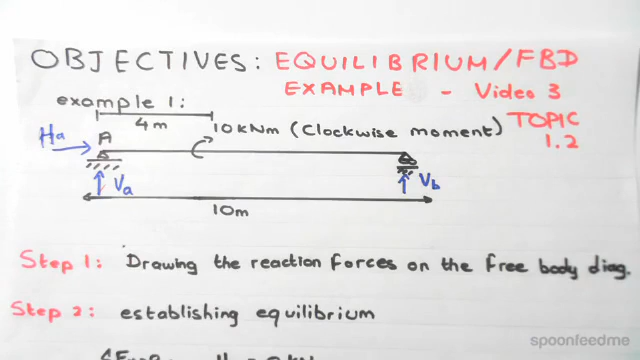 OBJECTIVES: EQUILIBRIUM/FBD
EXAMPLE - Video 3
TOPIC
1.2
example 1:
4m
10kNm (Clockwise moment)
Ha
A
Va
Vb
10m
Step 1: Drawing the reaction forces on the free body diag.
Step 2: establishing equilibrium
spoonfeedme